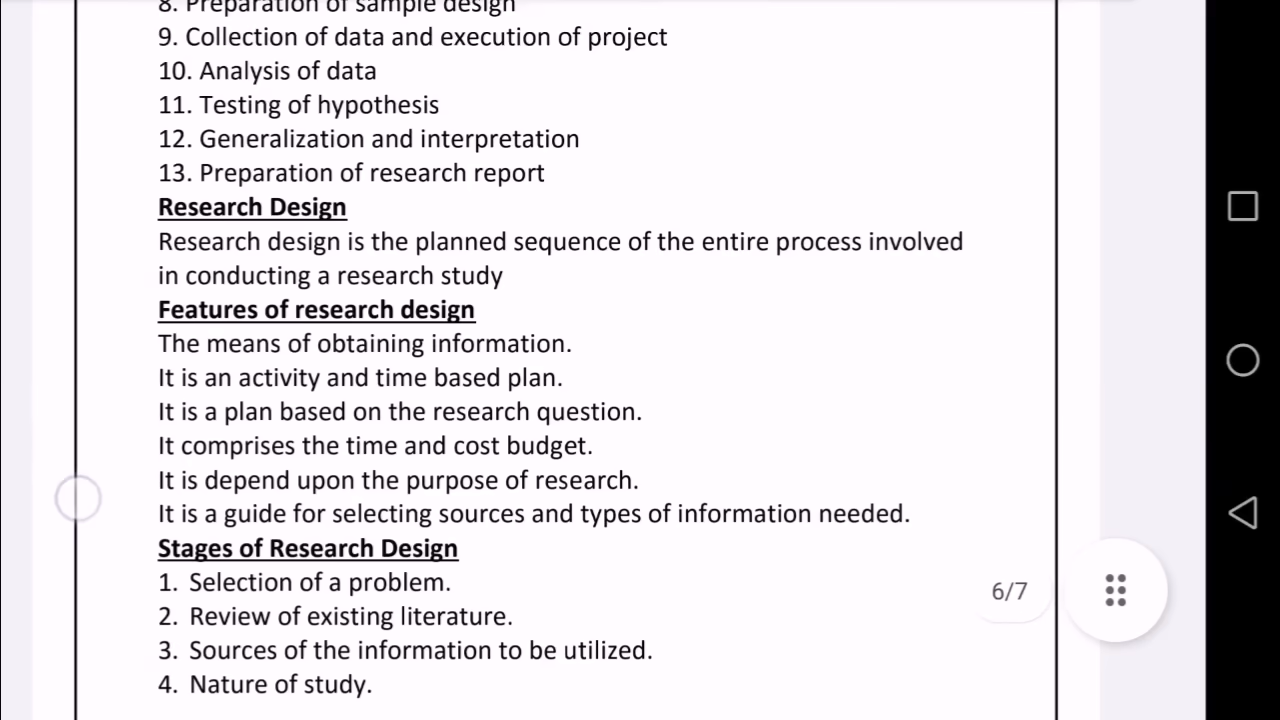 8. Preparation of sample design
9. Collection of data and execution of project
10. Analysis of data
11. Testing of hypothesis
12. Generalization and interpretation
13. Preparation of research report
Research Design
Research design is the planned sequence of the entire process involved
in conducting a research study
Features of research design
The means of obtaining information.
It is an activity and time based plan.
It is a plan based on the research question.
It comprises the time and cost budget.
It is depend upon the purpose of research.
It is a guide for selecting sources and types of information needed.
Stages of Research Design
1. Selection of a problem.
6/7
2. Review of existing literature.
3. Sources of the information to be utilized.
4. Nature of study.